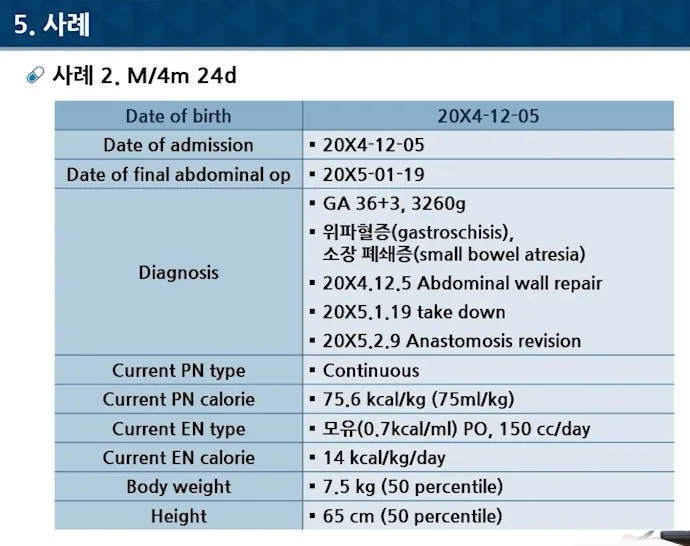 5. 사례
사례 2. M/4m 24d
Date of birth 20X4-12-05
Date of admission ▪ 20X4-12-05
Date of final abdominal op ▪ 20X5-01-19
Diagnosis ▪ GA 36+3, 3260g
▪ 위파혈증(gastroschisis),
소장 폐쇄증(small bowel atresia)
▪ 20X4.12.5 Abdominal wall repair
▪ 20X5.1.19 take down
▪ 20X5.2.9 Anastomosis revision
Current PN type ▪ Continuous
Current PN calorie ▪ 75.6 kcal/kg (75ml/kg)
Current EN type ▪ 모유(0.7kcal/ml) PO, 150 cc/day
Current EN calorie ▪ 14 kcal/kg/day
Body weight ▪ 7.5 kg (50 percentile)
Height ▪ 65 cm (50 percentile)